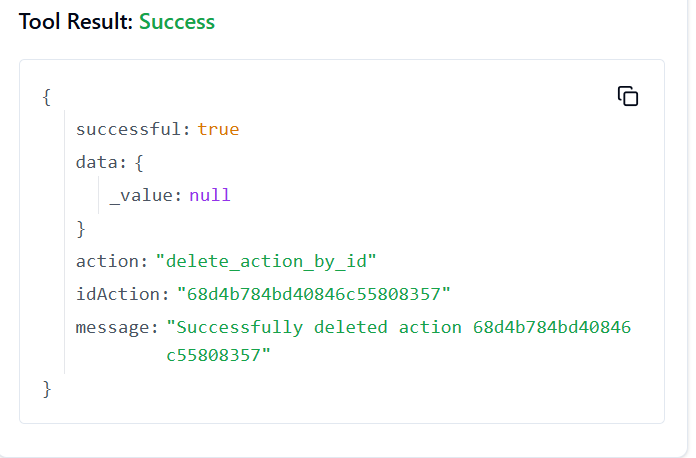 Tool Result: Success
{
successful: true
data: {
_value: null
}
action: "delete_action_by_id"
idAction: "68d4b784bd40846c55808357"
message: "Successfully deleted action 68d4b784bd40846
c55808357"
}